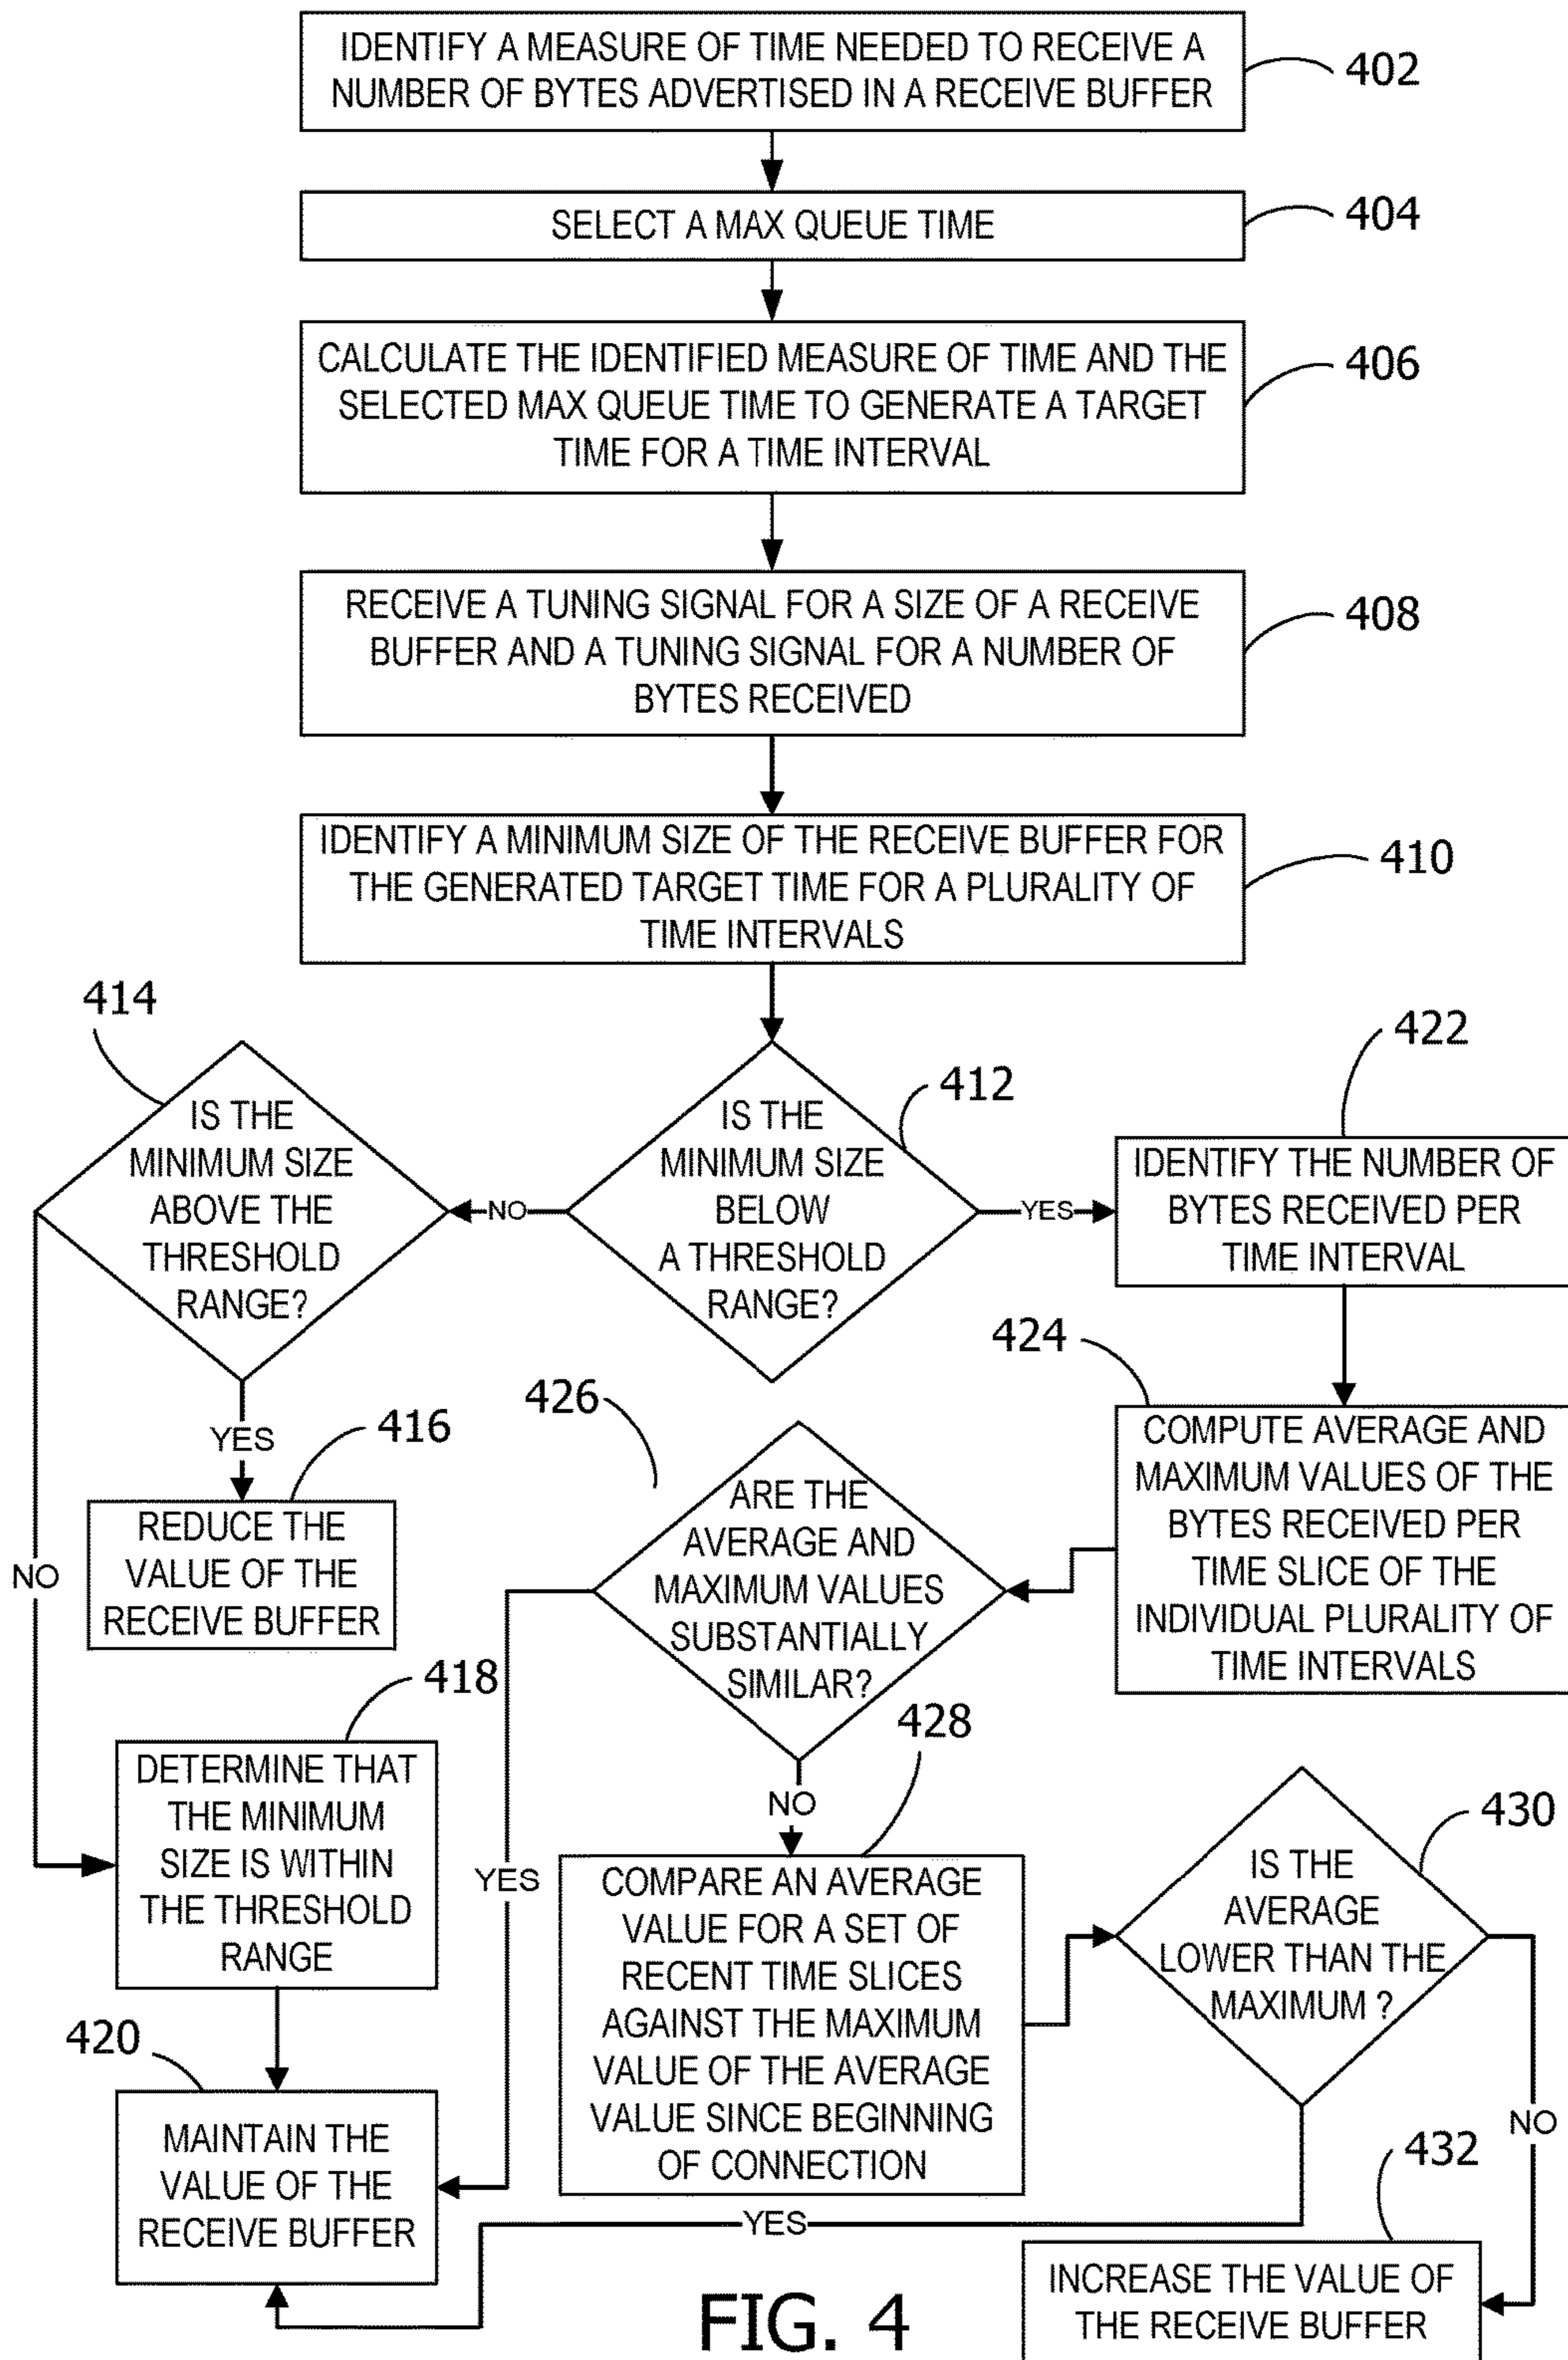 IDENTIFY A MEASURE OF TIME NEEDED TO RECEIVE A
NUMBER OF BYTES ADVERTISED IN A RECEIVE BUFFER
402
SELECT A MAX QUEUE TIME
404
CALCULATE THE IDENTIFIED MEASURE OF TIME AND THE
SELECTED MAX QUEUE TIME TO GENERATE A TARGET
TIME FOR A TIME INTERVAL
406
RECEIVE A TUNING SIGNAL FOR A SIZE OF A RECEIVE
BUFFER AND A TUNING SIGNAL FOR A NUMBER OF
BYTES RECEIVED
408
IDENTIFY A MINIMUM SIZE OF THE RECEIVE BUFFER FOR
THE GENERATED TARGET TIME FOR A PLURALITY OF
TIME INTERVALS
410
414
IS THE
MINIMUM SIZE
ABOVE THE
THRESHOLD
RANGE?
NO
412
IS THE
MINIMUM SIZE
BELOW
A THRESHOLD
RANGE?
YES
422
IDENTIFY THE NUMBER OF
BYTES RECEIVED PER
TIME INTERVAL
424
COMPUTE AVERAGE AND
MAXIMUM VALUES OF THE
BYTES RECEIVED PER
TIME SLICE OF THE
INDIVIDUAL PLURALITY OF
TIME INTERVALS
YES
416
REDUCE THE
VALUE OF THE
RECEIVE BUFFER
NO
426
ARE THE
AVERAGE AND
MAXIMUM VALUES
SUBSTANTIALLY
SIMILAR?
418
DETERMINE THAT
THE MINIMUM
SIZE IS WITHIN
THE THRESHOLD
RANGE
YES
NO
428
COMPARE AN AVERAGE
VALUE FOR A SET OF
RECENT TIME SLICES
AGAINST THE MAXIMUM
VALUE OF THE AVERAGE
VALUE SINCE BEGINNING
OF CONNECTION
430
IS THE
AVERAGE
LOWER THAN THE
MAXIMUM ?
420
MAINTAIN THE
VALUE OF THE
RECEIVE BUFFER
YES
NO
432
INCREASE THE VALUE OF
THE RECEIVE BUFFER
FIG. 4